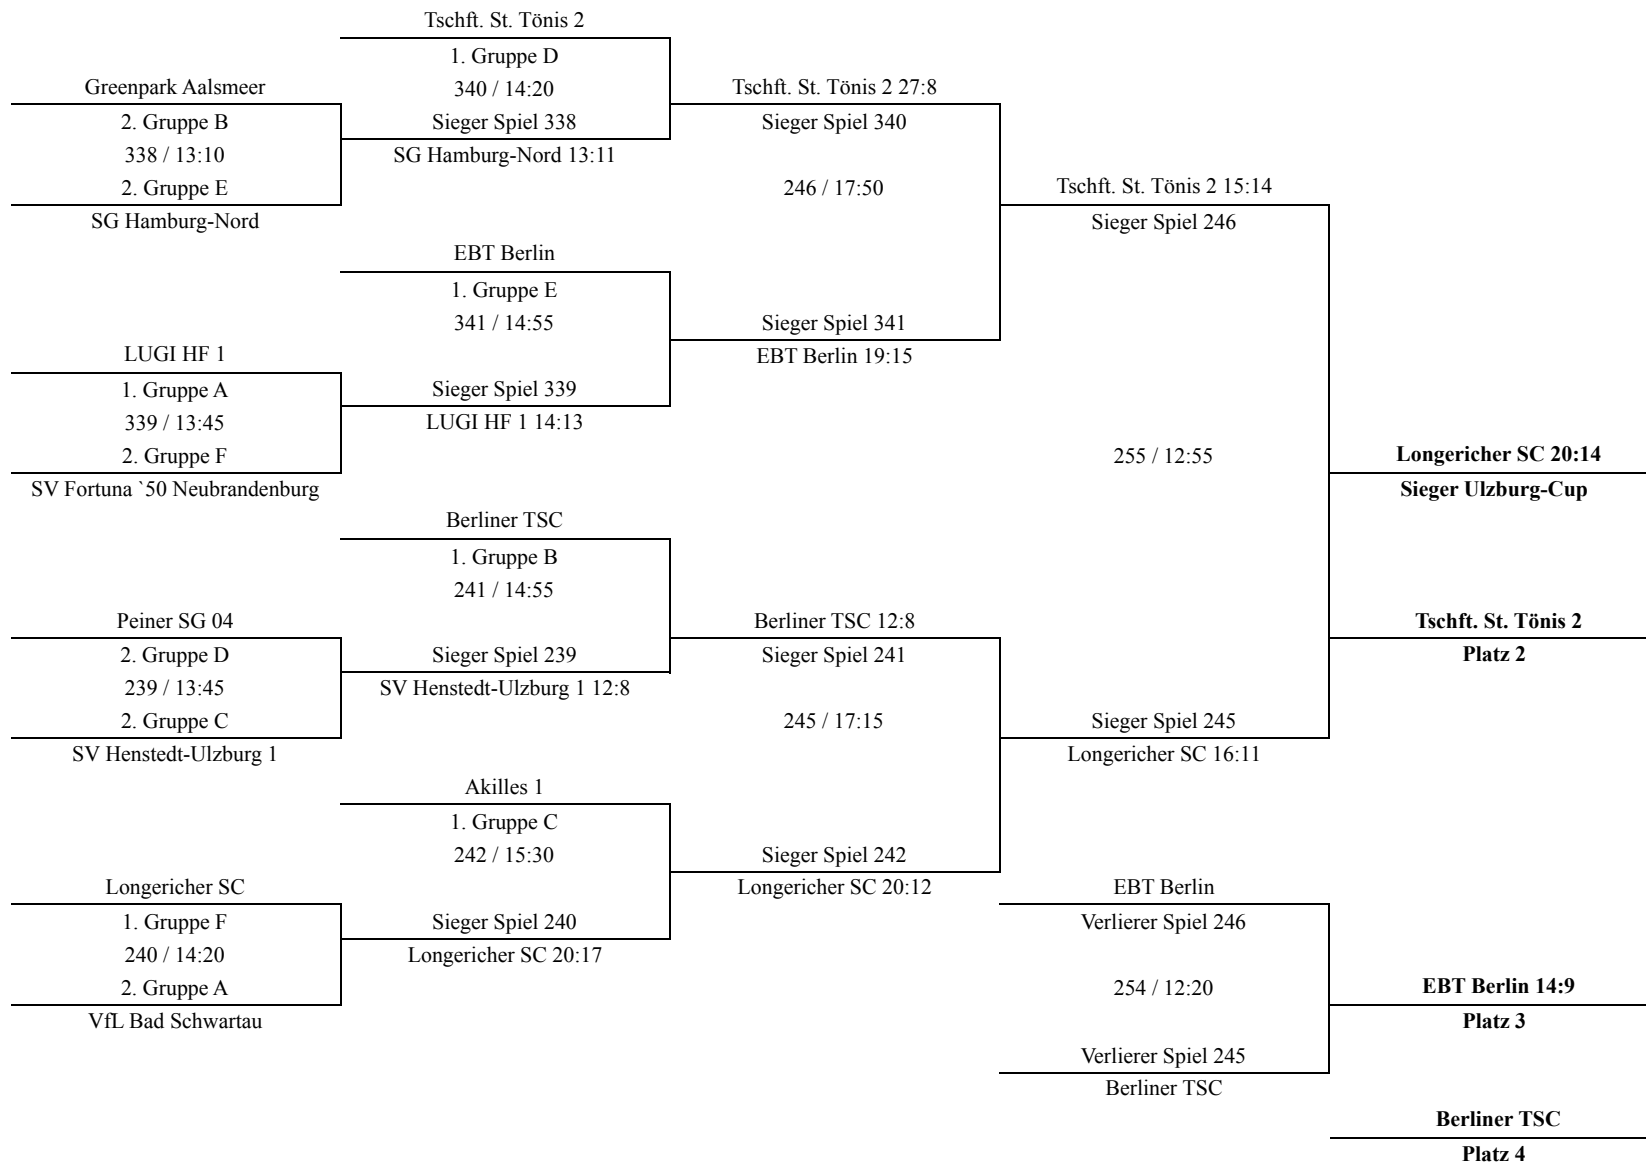 Tschft. St. Tönis 2
1. Gruppe D
Greenpark Aalsmeer
340 / 14:20
Tschft. St. Tönis 2 27:8
2. Gruppe B
Sieger Spiel 338
Sieger Spiel 340
338 / 13:10
SG Hamburg-Nord 13:11
2. Gruppe E
246 / 17:50
Tschft. St. Tönis 2 15:14
SG Hamburg-Nord
Sieger Spiel 246
EBT Berlin
1. Gruppe E
341 / 14:55
Sieger Spiel 341
LUGI HF 1
EBT Berlin 19:15
1. Gruppe A
Sieger Spiel 339
339 / 13:45
LUGI HF 1 14:13
2. Gruppe F
255 / 12:55
Longericher SC 20:14
SV Fortuna `50 Neubrandenburg
Sieger Ulzburg-Cup
Berliner TSC
1. Gruppe B
241 / 14:55
Peiner SG 04
Berliner TSC 12:8
Tschft. St. Tönis 2
2. Gruppe D
Sieger Spiel 239
Sieger Spiel 241
Platz 2
239 / 13:45
SV Henstedt-Ulzburg 1 12:8
2. Gruppe C
245 / 17:15
Sieger Spiel 245
SV Henstedt-Ulzburg 1
Longericher SC 16:11
Akilles 1
1. Gruppe C
242 / 15:30
Sieger Spiel 242
Longericher SC
Longericher SC 20:12
EBT Berlin
1. Gruppe F
Sieger Spiel 240
Verlierer Spiel 246
240 / 14:20
Longericher SC 20:17
2. Gruppe A
254 / 12:20
EBT Berlin 14:9
VfL Bad Schwartau
Platz 3
Verlierer Spiel 245
Berliner TSC
Berliner TSC
Platz 4